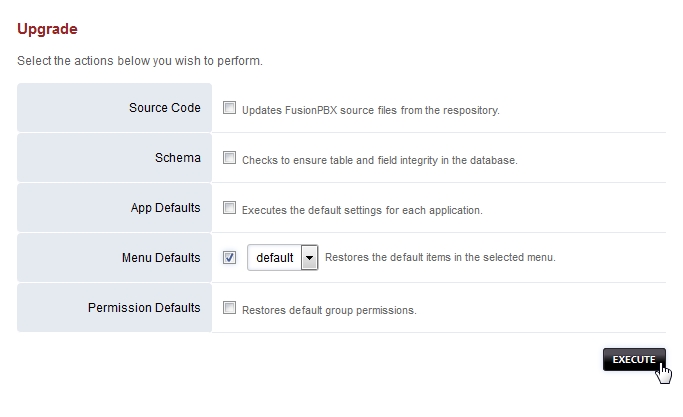 Upgrade
Select the actions below you wish to perform.
Source Code Updates FusionPBX source files from the respository.
Schema Checks to ensure table and field integrity in the database.
App Defaults Executes the default settings for each application.
Menu Defaults default Restores the default items in the selected menu.
Permission Defaults Restores default group permissions.
EXECUTE